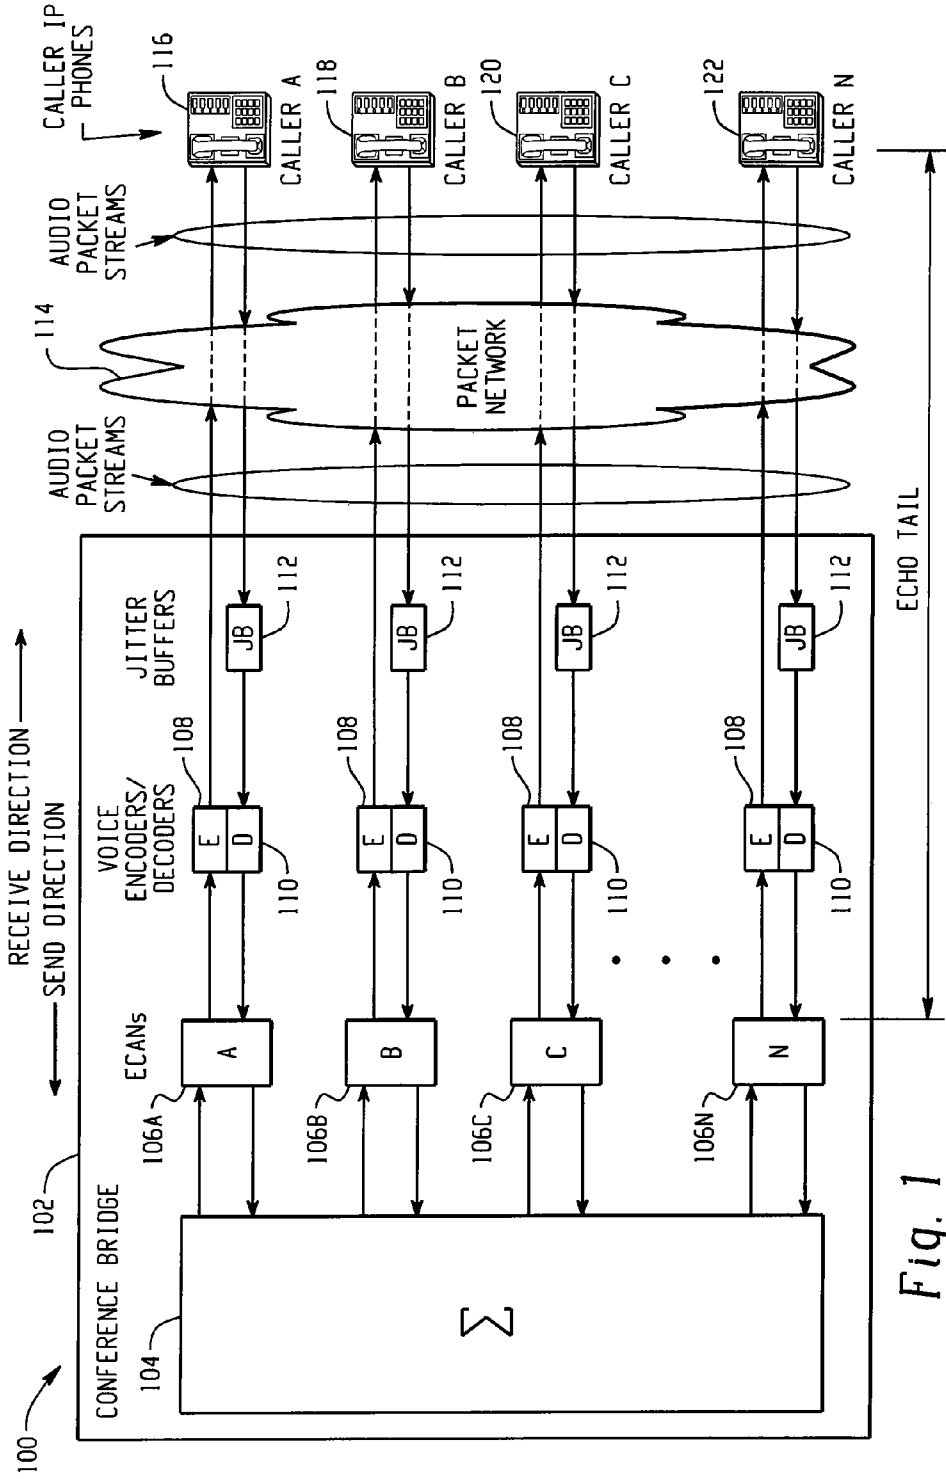 100
102
RECEIVE DIRECTION
SEND DIRECTION
CONFERENCE BRIDGE
104
Σ
ECANs
106A
A
106B
B
106C
C
106N
N
VOICE
ENCODERS/
DECODERS
108
E
D
110
108
E
D
110
108
E
D
110
108
E
D
110
JITTER
BUFFERS
JB
112
JB
112
JB
112
JB
112
AUDIO
PACKET
STREAMS
114
PACKET
NETWORK
AUDIO
PACKET
STREAMS
CALLER IP
PHONES
116
CALLER A
118
CALLER B
120
CALLER C
122
CALLER N
ECHO TAIL
Fig. 1